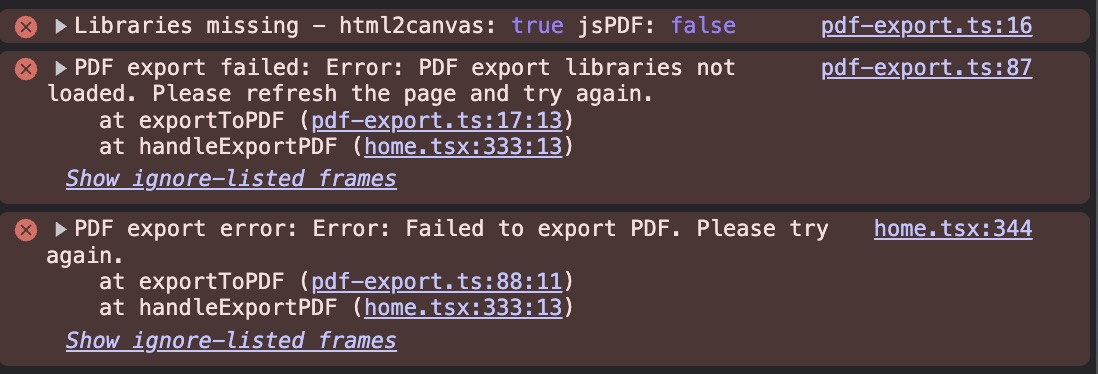 Libraries missing - html2canvas: true jsPDF: false pdf-export.ts:16
PDF export failed: Error: PDF export libraries not pdf-export.ts:87
loaded. Please refresh the page and try again.
at exportToPDF (pdf-export.ts:17:13)
at handleExportPDF (home.tsx:333:13)
Show ignore-listed frames
PDF export error: Error: Failed to export PDF. Please try home.tsx:344
again.
at exportToPDF (pdf-export.ts:88:11)
at handleExportPDF (home.tsx:333:13)
Show ignore-listed frames